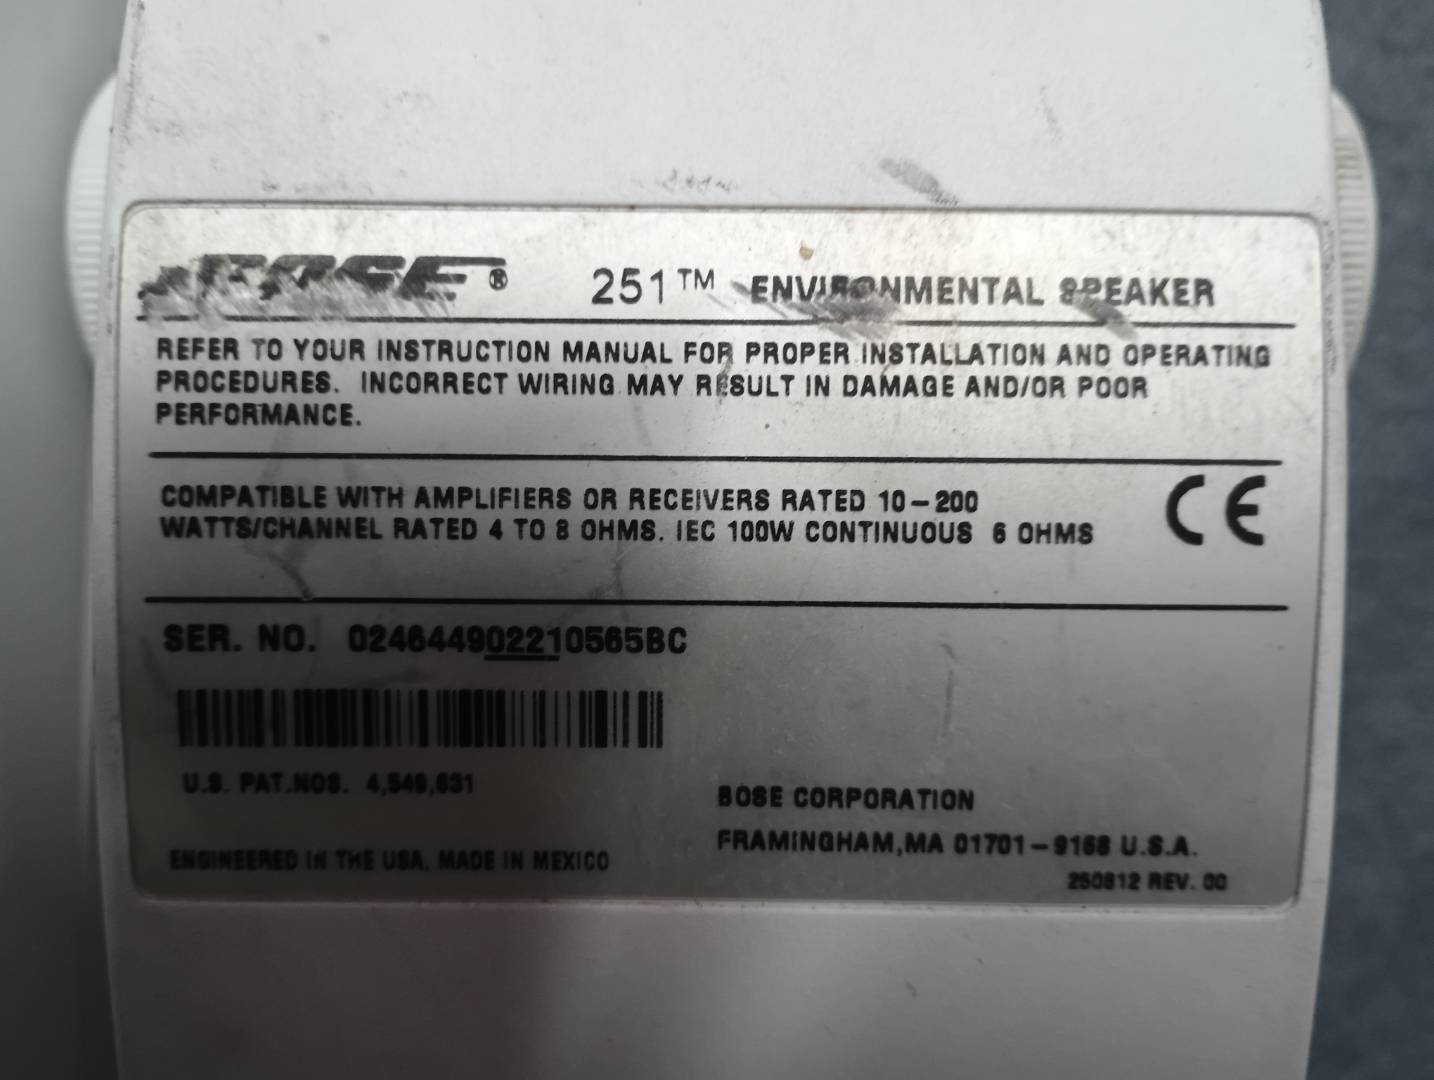 BOSE® 251™ ENVIRONMENTAL SPEAKER
REFER TO YOUR INSTRUCTION MANUAL FOR PROPER INSTALLATION AND OPERATING
PROCEDURES. INCORRECT WIRING MAY RESULT IN DAMAGE AND/OR POOR
PERFORMANCE.
COMPATIBLE WITH AMPLIFIERS OR RECEIVERS RATED 10-200
WATTS/CHANNEL RATED 4 TO 8 OHMS. IEC 100W CONTINUOUS 6 OHMS
CE
SER. NO. 024644902210565BC
U.S. PAT.NOS. 4,549,631
ENGINEERED IN THE USA. MADE IN MEXICO
BOSE CORPORATION
FRAMINGHAM,MA 01701-9168 U.S.A.
250812 REV. 00